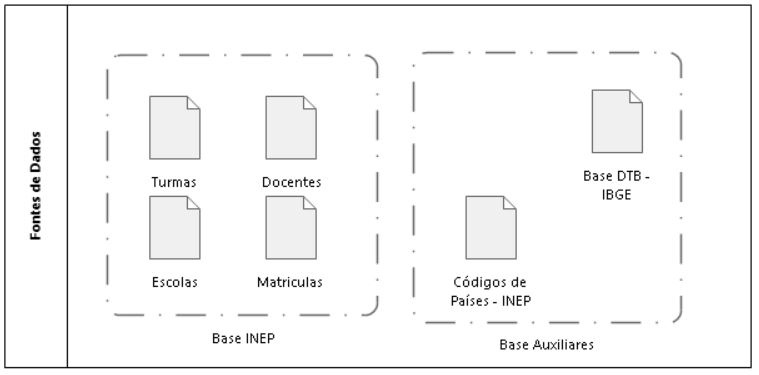 Fontes de Dados
Turmas
Docentes
Escolas
Matriculas
Base INEP
Base DTB -
IBGE
Códigos de
Países - INEP
Base Auxiliares